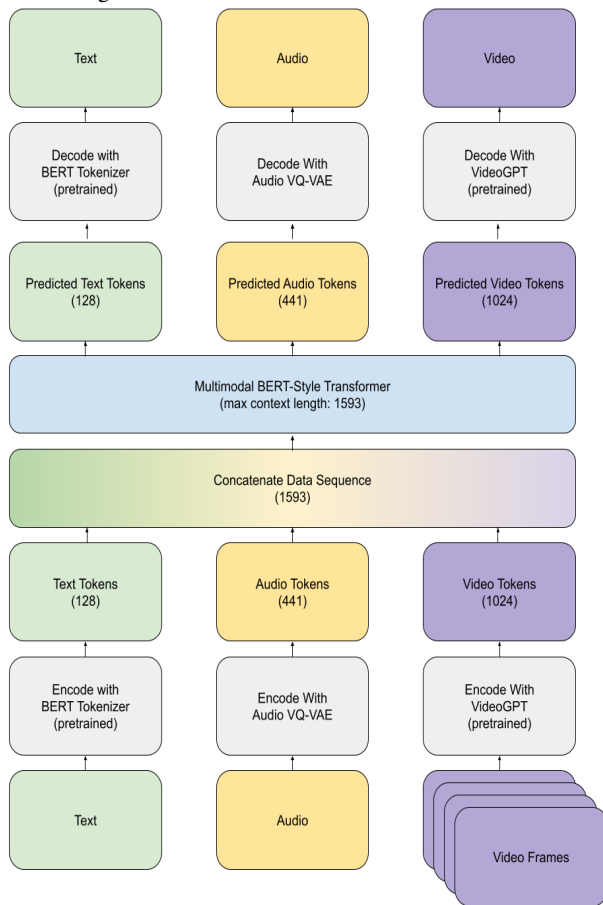 Text
Audio
Video
Decode with
BERT Tokenizer
(pretrained)
Decode With
Audio VQ-VAE
Decode With
VideoGPT
(pretrained)
Predicted Text Tokens
(128)
Predicted Audio Tokens
(441)
Predicted Video Tokens
(1024)
Multimodal BERT-Style Transformer
(max context length: 1593)
Concatenate Data Sequence
(1593)
Text Tokens
(128)
Audio Tokens
(441)
Video Tokens
(1024)
Encode with
BERT Tokenizer
(pretrained)
Encode With
Audio VQ-VAE
Encode With
VideoGPT
(pretrained)
Text
Audio
Video Frames